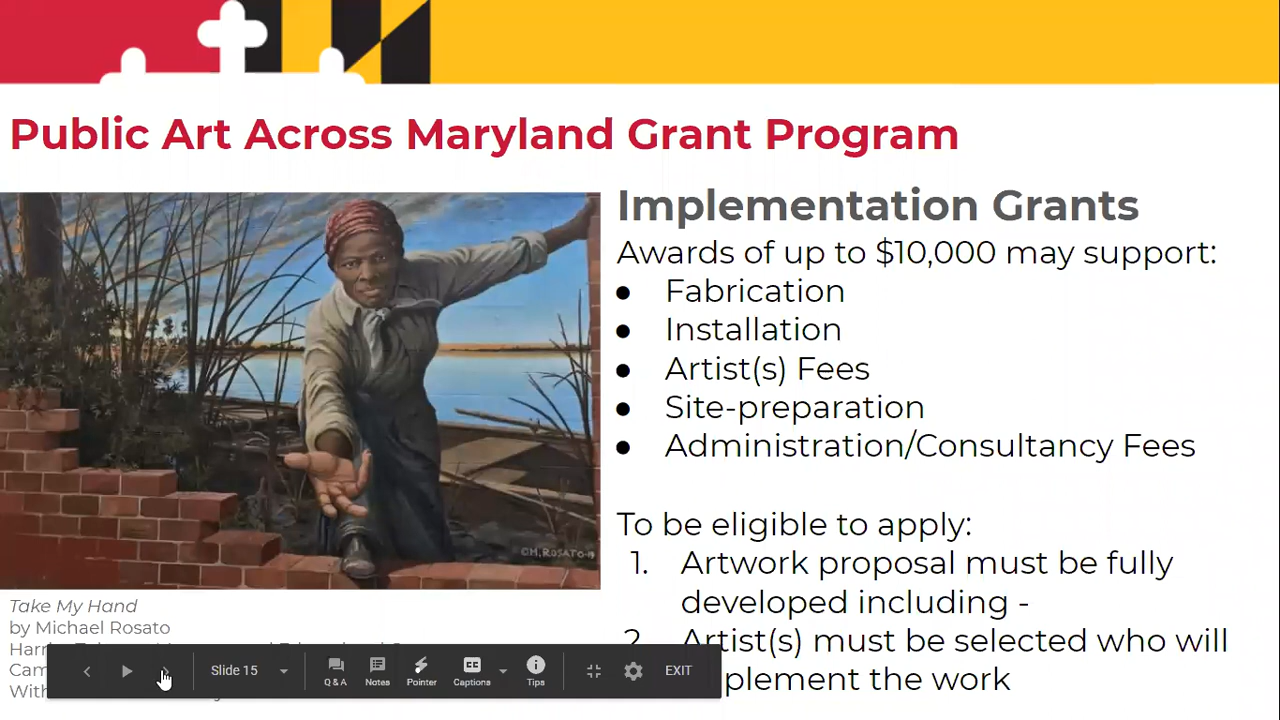 Public Art Across Maryland Grant Program
Implementation Grants
Awards of up to $10,000 may support:
● Fabrication
● Installation
● Artist(s) Fees
● Site-preparation
● Administration/Consultancy Fees
To be eligible to apply:
1. Artwork proposal must be fully
developed including -
2. Artist(s) must be selected who will
plement the work
©M.ROSATO
Take My Hand
by Michael Rosato
Slide 15
Q & A
Notes
Pointer
CC
Captions
Tips
EXIT